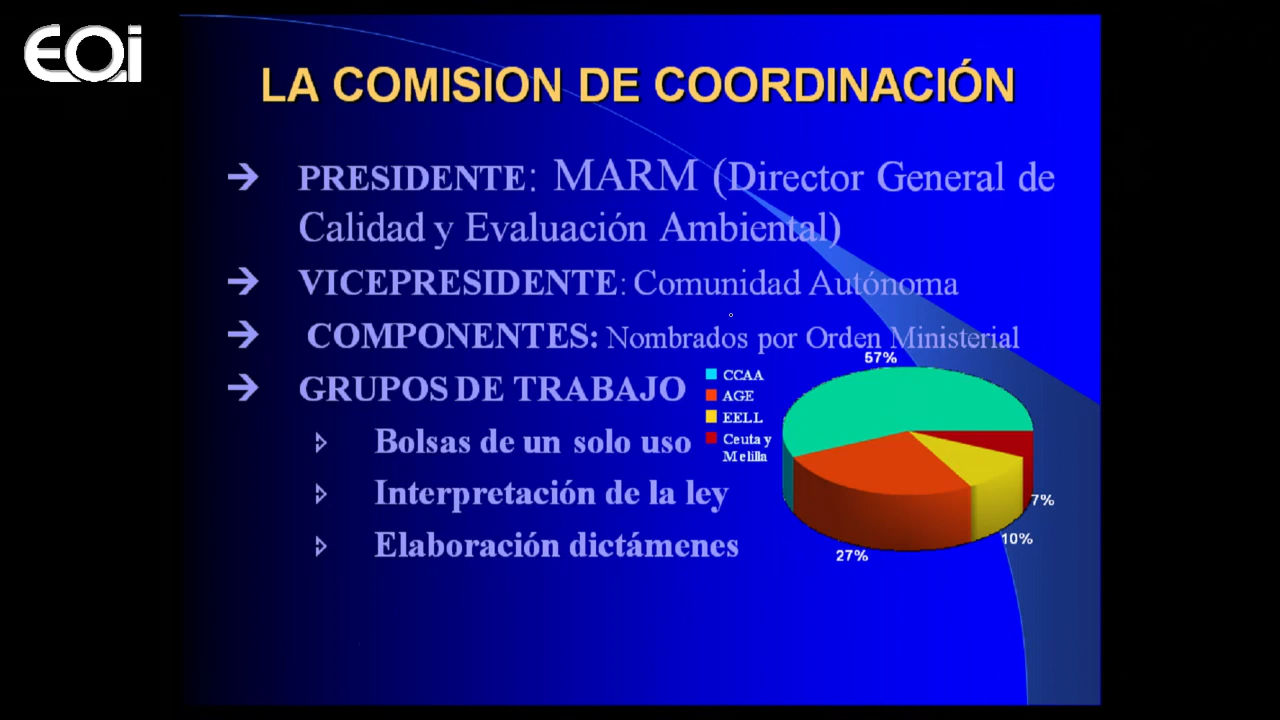 EOi
LA COMISION DE COORDINACIÓN
PRESIDENTE: MARM (Director General de
Calidad y Evaluación Ambiental)
VICEPRESIDENTE: Comunidad Autónoma
COMPONENTES: Nombrados por Orden Ministerial
GRUPOS DE TRABAJO
Bolsas de un solo uso
Interpretación de la ley
Elaboración dictámenes
57%
CCAA
AGE
EELL
Ceuta y
Melilla
7%
10%
27%